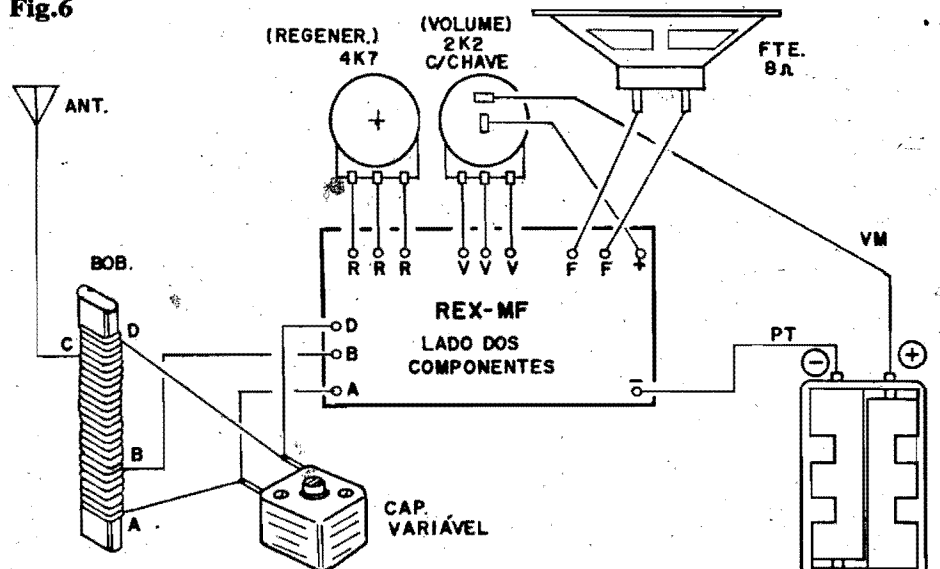 Fig.6
(REGENER.)
4K7
(VOLUME)
2K2
C/CHAVE
FTE.
8Ω
ANT.
VM
R R R V V V F F +
BOB.
REX-MF
C
D
D
LADO DOS
COMPONENTES
B
A
−
PT
− +
B
A
CAP.
VARIÁVEL